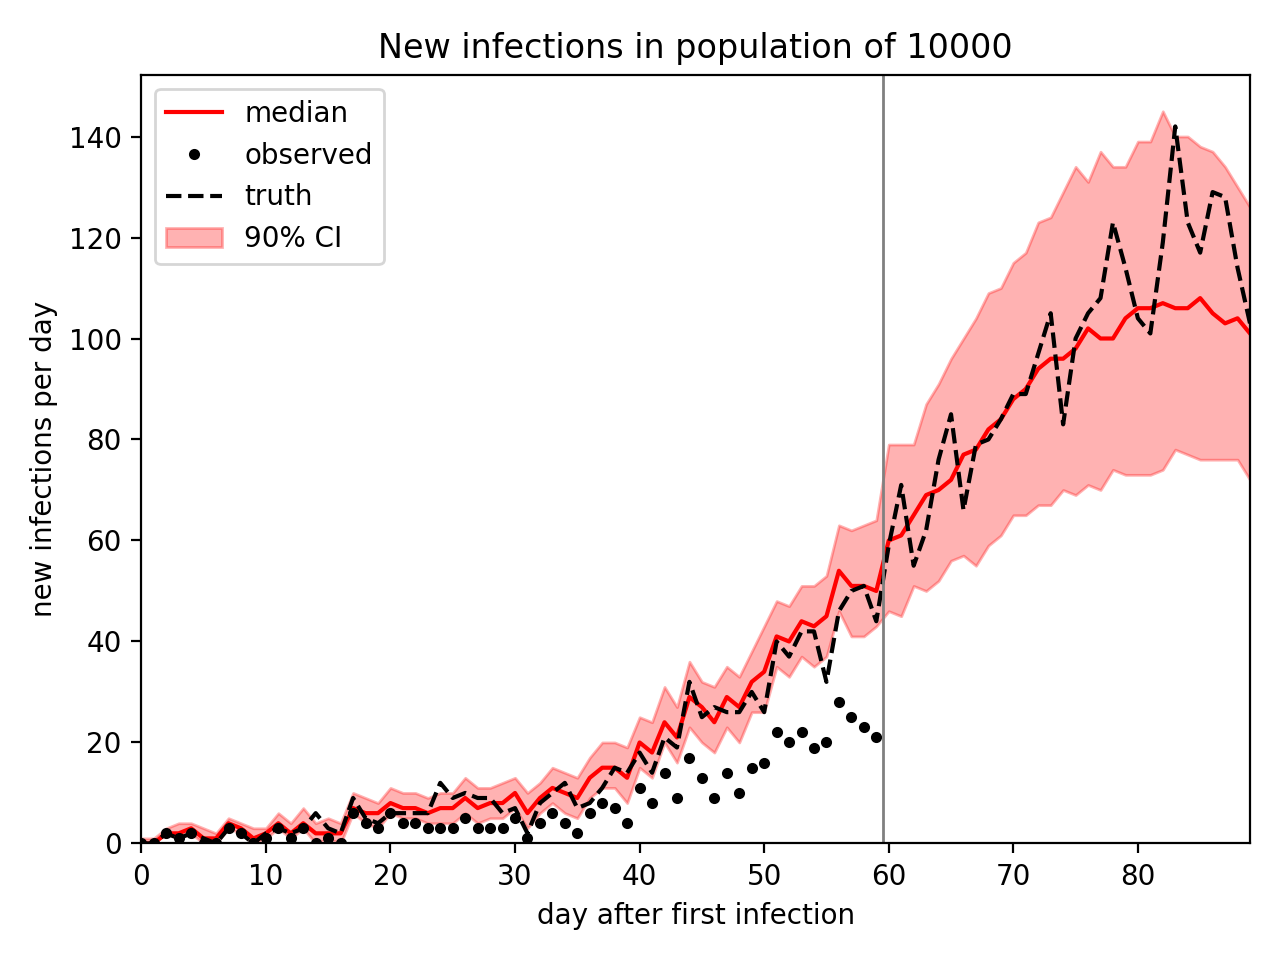 New infections in population of 10000
median
observed
truth
90% CI
new infections per day
140
120
100
80
60
40
20
0
0 10 20 30 40 50 60 70 80
day after first infection